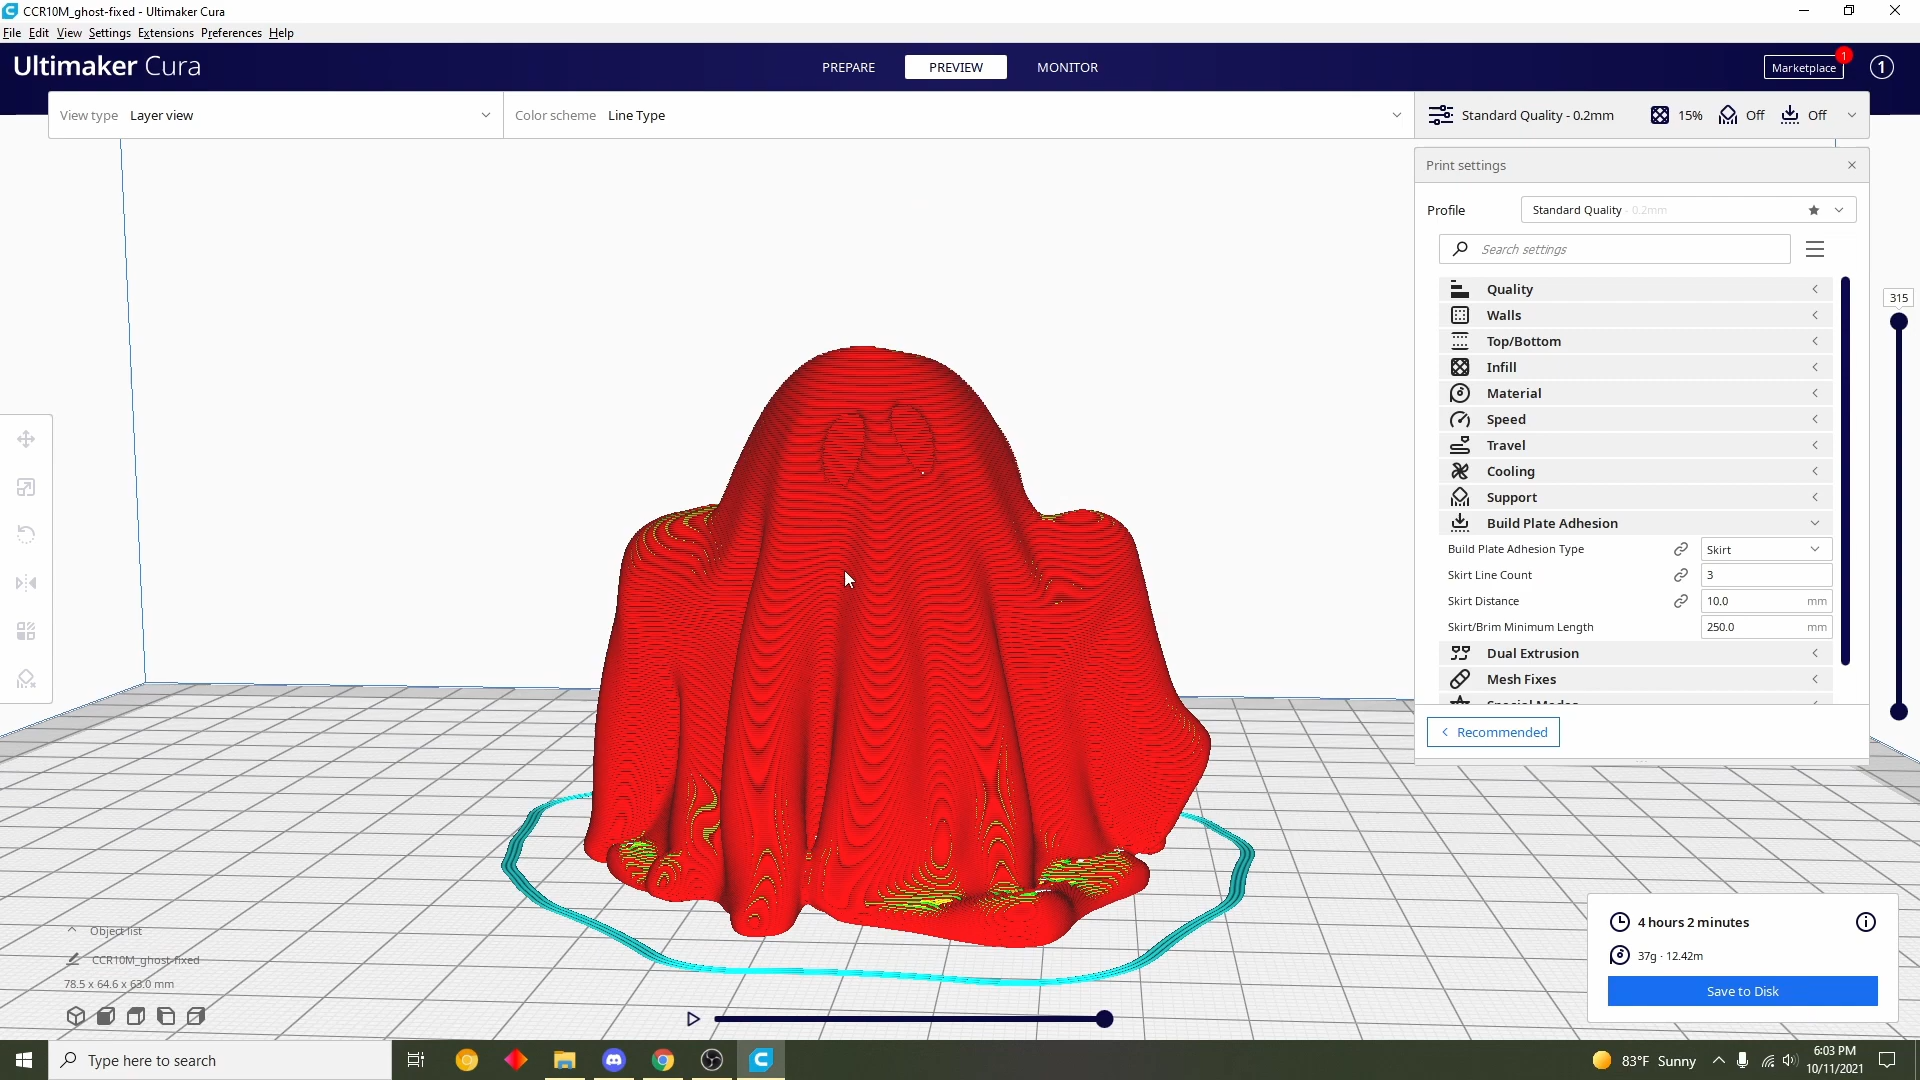 CCR10M_ghost-fixed - Ultimaker Cura
File Edit View Settings Extensions Preferences Help
Ultimaker Cura
PREPARE
PREVIEW
MONITOR
Marketplace
1
1
View type Layer view
Color scheme Line Type
Standard Quality - 0.2mm
15%
Off
Off
Print settings
Profile
Standard Quality - 0.2mm
Search settings
Quality
Walls
Top/Bottom
Infill
Material
Speed
Travel
Cooling
Support
Build Plate Adhesion
Build Plate Adhesion Type Skirt
Skirt Line Count 3
Skirt Distance 10.0 mm
Skirt/Brim Minimum Length 250.0 mm
Dual Extrusion
Mesh Fixes
Special Modes
Recommended
315
Object list
CCR10M_ghost-fixed
78.5 x 64.6 x 63.0 mm
4 hours 2 minutes
37g · 12.42m
Save to Disk
Type here to search
83°F Sunny
6:03 PM
10/11/2021